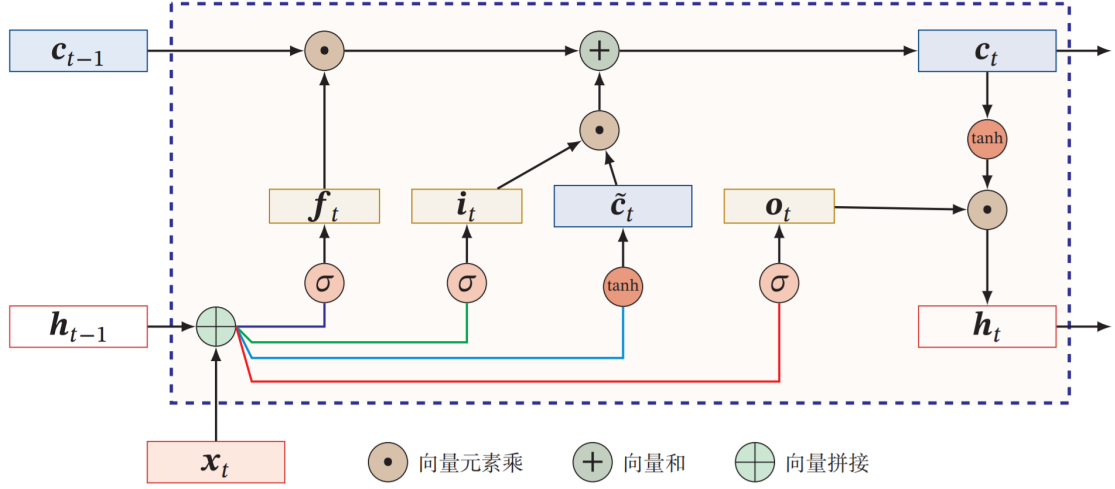 c_{t−1}
c_t
tanh
f_t
i_t
c̃_t
o_t
σ
σ
tanh
σ
h_{t−1}
h_t
x_t
向量元素乘
向量和
向量拼接